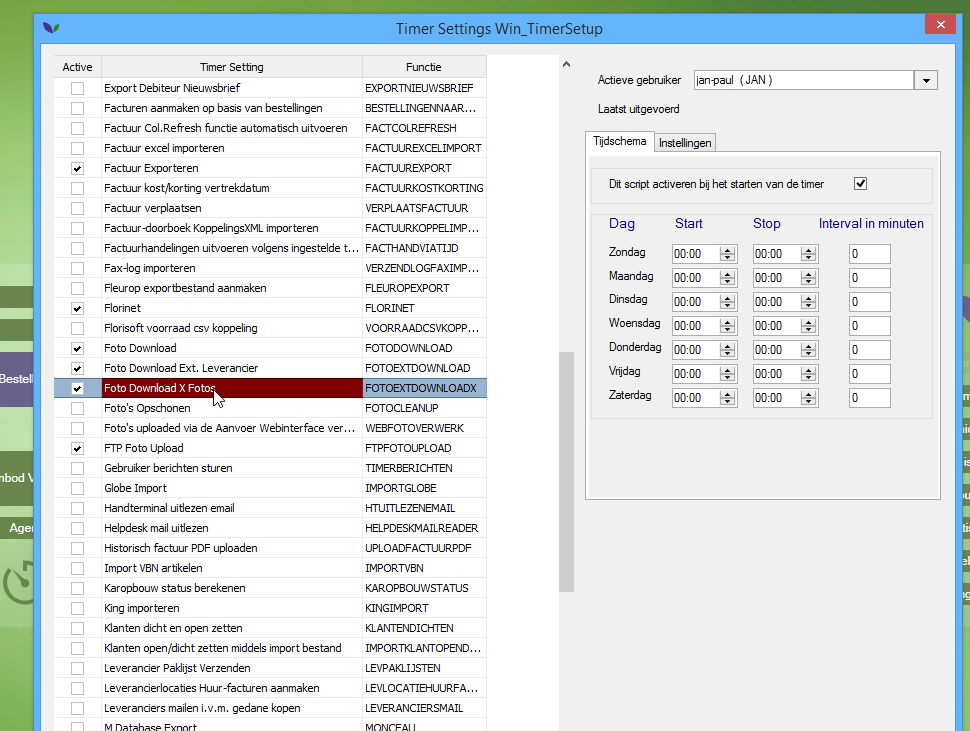 Timer Settings Win_TimerSetup
Active Timer Setting Functie
Export Debiteur Nieuwsbrief EXPORTNIEUWSBRIEF
Facturen aanmaken op basis van bestellingen BESTELLINGENNAAR...
Factuur Col.Refresh functie automatisch uitvoeren FACTCOLREFRESH
Factuur excel importeren FACTUUREXCELIMPORT
Factuur Exporteren FACTUUREXPORT
Factuur kost/korting vertrekdatum FACTUURKOSTKORTING
Factuur verplaatsen VERPLAATSFACTUUR
Factuur-doorboek KoppelingsXML importeren FACTUURKOPPELIMP...
Factuurhandelingen uitvoeren volgens ingestelde t... FACTHANDVIATIJD
Fax-log importeren VERZENDLOGFAXIMP...
Fleurop exportbestand aanmaken FLEUROPEXPORT
Florinet FLORINET
Florisoft voorraad csv koppeling VOORRAADCSVKOPP...
Foto Download FOTODOWNLOAD
Foto Download Ext. Leverancier FOTOEXTDOWNLOAD
Foto Download X Fotos FOTOEXTDOWNLOADX
Foto's Opschonen FOTOCLEANUP
Foto's uploaded via de Aanvoer Webinterface ver... WEBFOTOVERWERK
FTP Foto Upload FTPFOTOUPLOAD
Gebruiker berichten sturen TIMERBERICHTEN
Globe Import IMPORTGLOBE
Handterminal uitlezen email HTUITLEZENEMAIL
Helpdesk mail uitlezen HELPDESKMAILREADER
Historisch factuur PDF uploaden UPLOADFACTUURPDF
Import VBN artikelen IMPORTVBN
Karopbouw status berekenen KAROPBOUWSTATUS
King importeren KINGIMPORT
Klanten dicht en open zetten KLANTENDICHTEN
Klanten open/dicht zetten middels import bestand IMPORTKLANTOPEND...
Leverancier Paklijst Verzenden LEVPAKLIJSTEN
Leverancierlocaties Huur-facturen aanmaken LEVLOCATIEHUURFA...
Leveranciers mailen i.v.m. gedane kopen LEVERANCIERSMAIL
M Database Export MONCEAU
Actieve gebruiker jan-paul ( JAN )
Laatst uitgevoerd
Tijdschema Instellingen
Dit script activeren bij het starten van de timer
Dag Start Stop Interval in minuten
Zondag 00:00 00:00 0
Maandag 00:00 00:00 0
Dinsdag 00:00 00:00 0
Woensdag 00:00 00:00 0
Donderdag 00:00 00:00 0
Vrijdag 00:00 00:00 0
Zaterdag 00:00 00:00 0
Bestell
nbod V
Agen